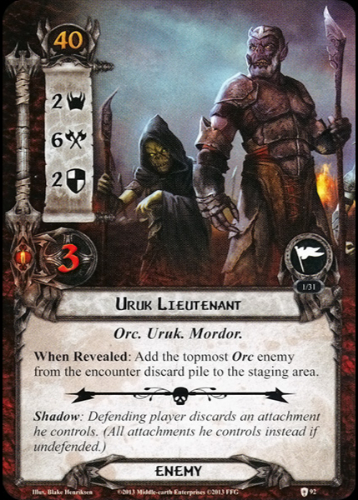 40
2
6
2
3
1/31
Uruk Lieutenant
Orc. Uruk. Mordor.
When Revealed: Add the topmost Orc enemy
from the encounter discard pile to the staging area.
Shadow: Defending player discards an attachment
he controls. (All attachments he controls instead if
undefended.)
ENEMY
Illus. Blake Henriksen ©2013 Middle-earth Enterprises ©2013 FFG 92